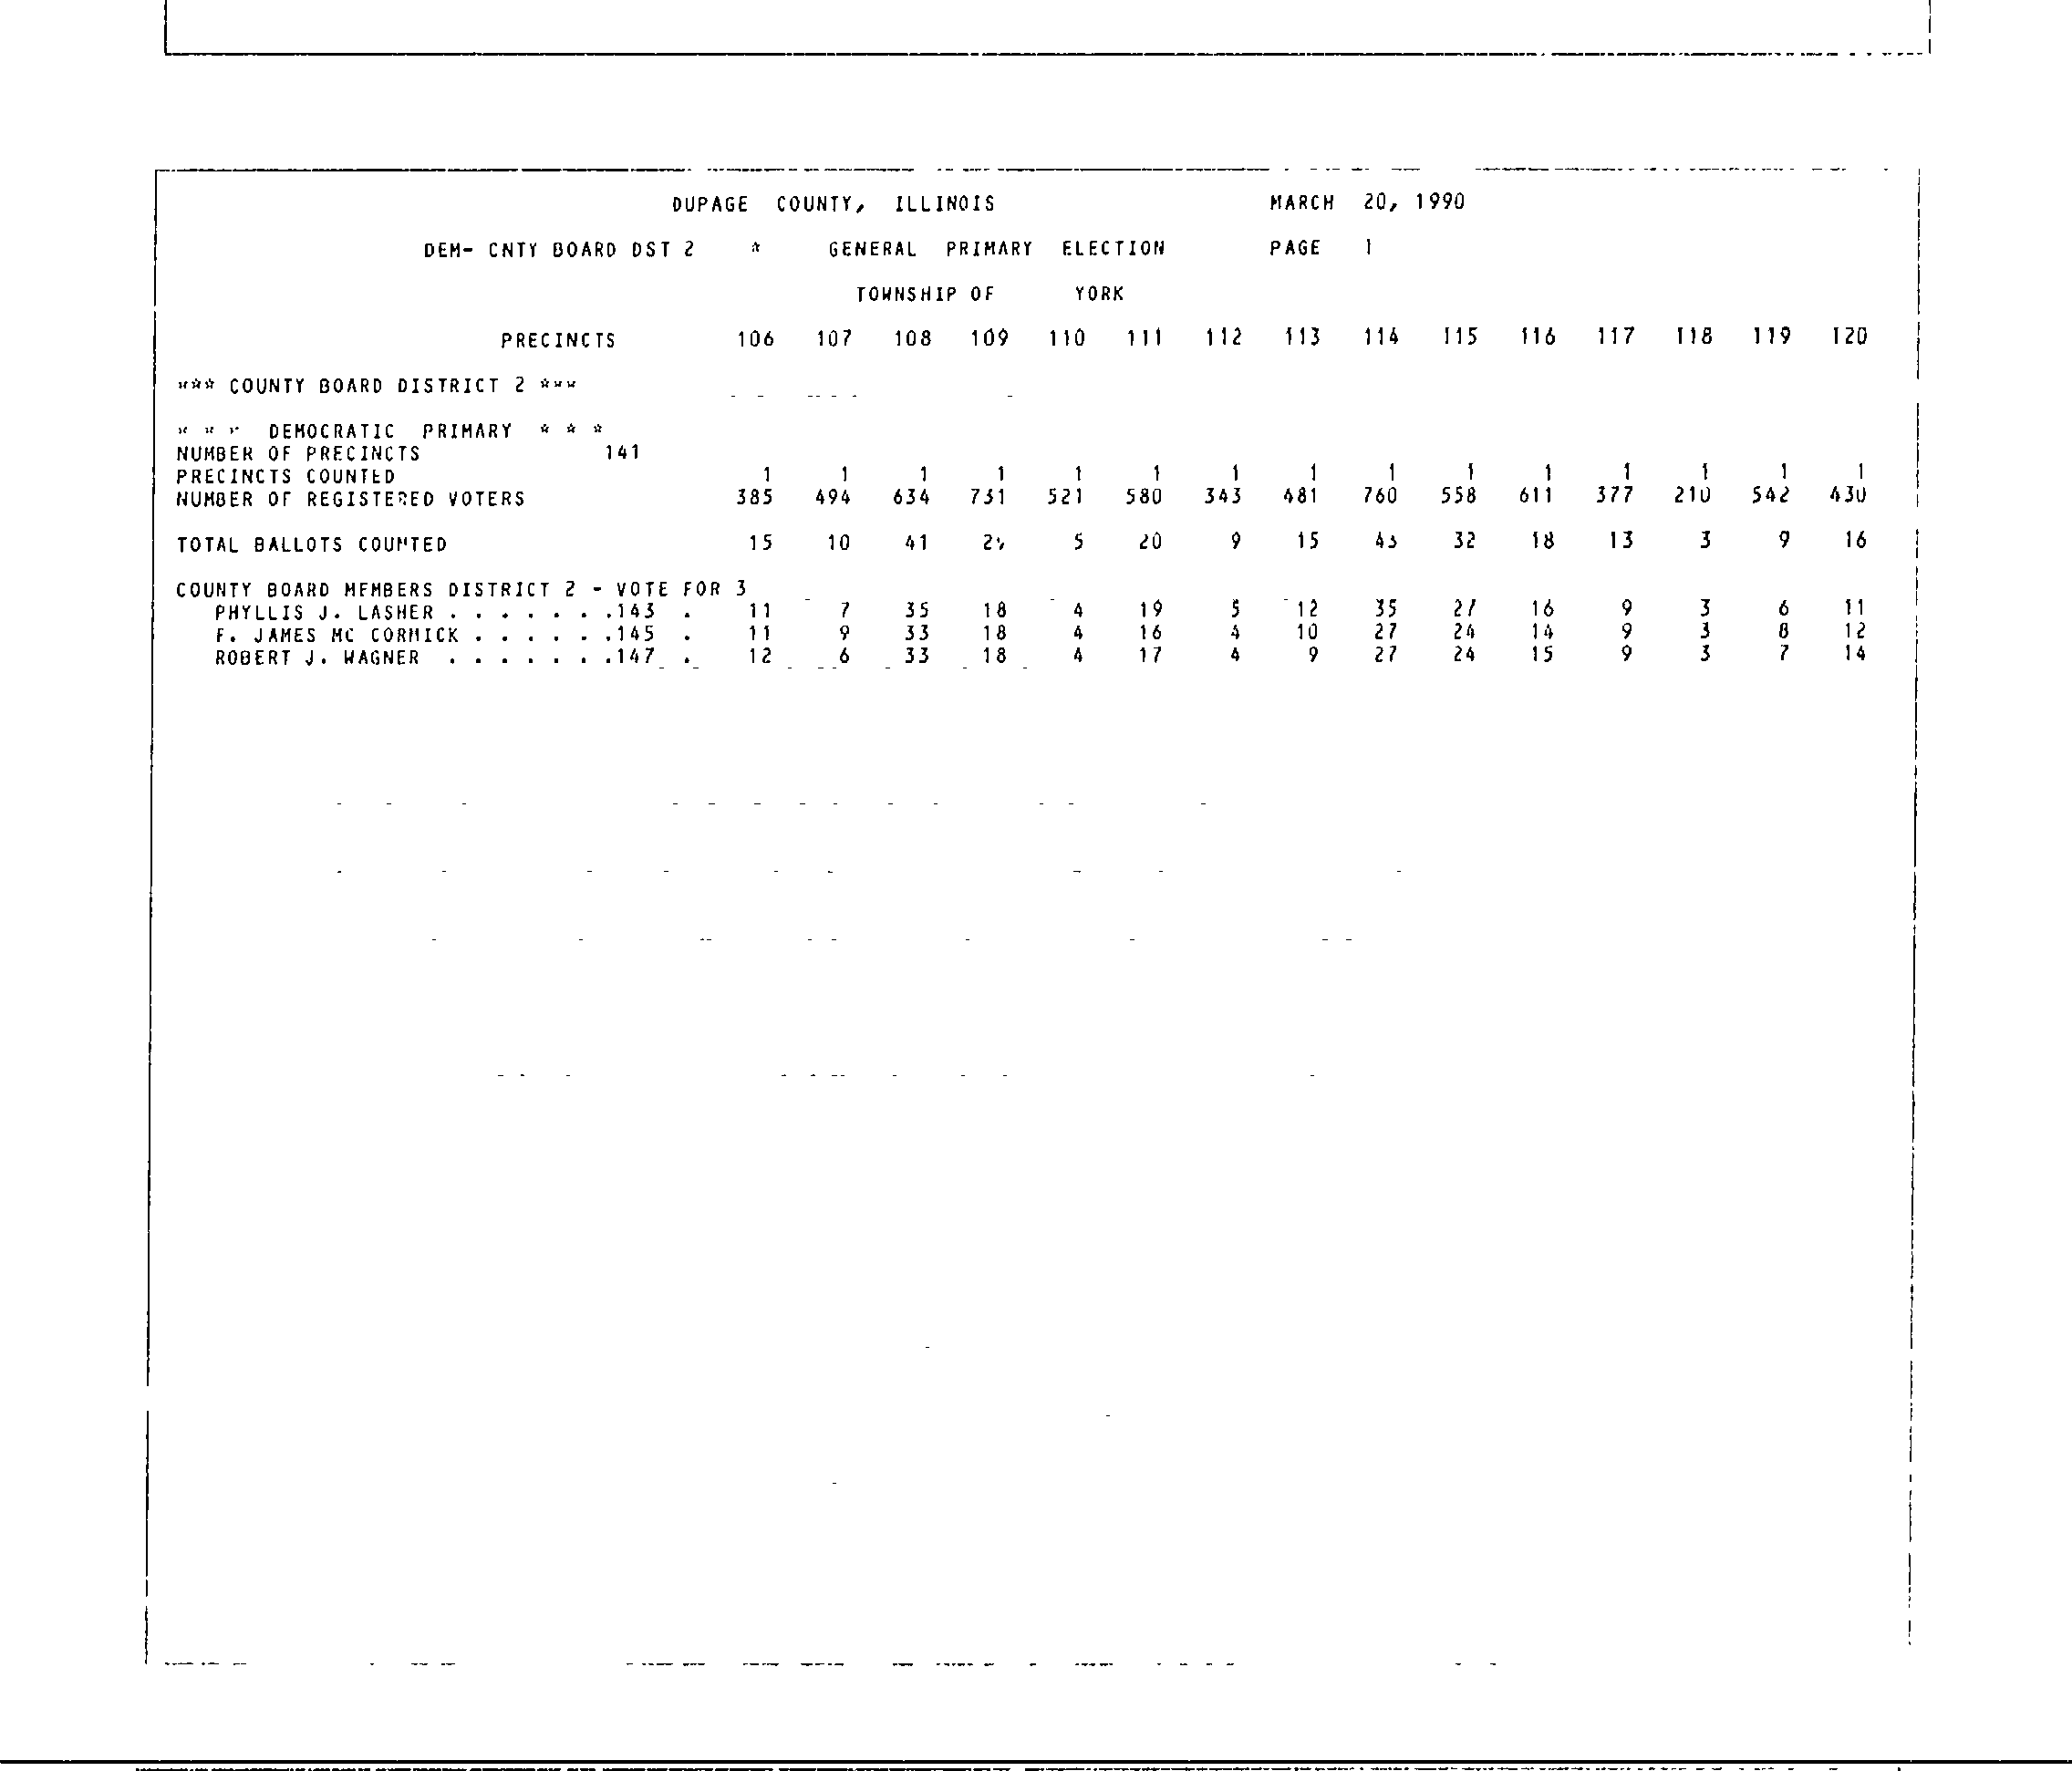 DUPAGE COUNTY, ILLINOIS MARCH 20, 1990
DEM- CNTY BOARD DST 2 * GENERAL PRIMARY ELECTION PAGE 1
TOWNSHIP OF YORK
PRECINCTS 106 107 108 109 110 111 112 113 114 115 116 117 118 119 120
*** COUNTY BOARD DISTRICT 2 ***
* * * DEMOCRATIC PRIMARY * * *
NUMBER OF PRECINCTS 141
PRECINCTS COUNTED 1 1 1 1 1 1 1 1 1 1 1 1 1 1 1
NUMBER OF REGISTERED VOTERS 385 494 634 731 521 580 343 481 760 558 611 377 210 542 430
TOTAL BALLOTS COUNTED 15 10 41 5 20 9 15 43 32 18 13 3 9 16
COUNTY BOARD MEMBERS DISTRICT 2 - VOTE FOR 3
PHYLLIS J. LASHER . . . . . . .143 . 11 7 35 18 4 19 5 12 35 27 16 9 3 6 11
F. JAMES MC CORMICK . . . . . .145 . 11 9 33 18 4 16 4 10 27 24 14 9 3 8 12
ROBERT J. WAGNER . . . . . . .147 . 12 6 33 18 4 17 4 9 27 24 15 9 3 7 14